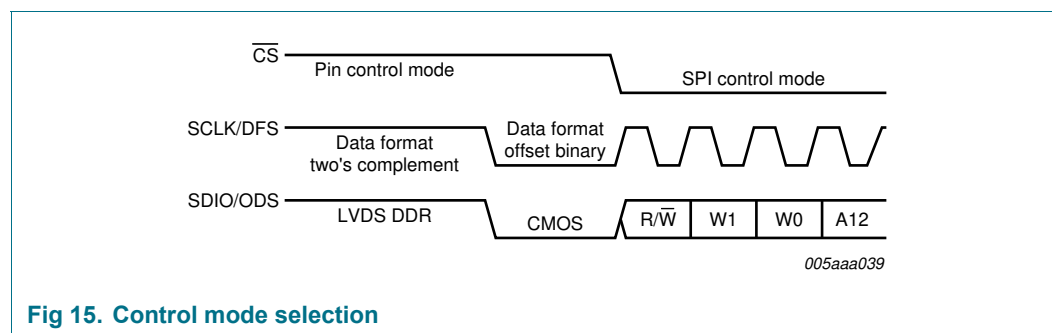 CS
Pin control mode
SPI control mode
SCLK/DFS
Data format
two's complement
Data format
offset binary
SDIO/ODS
LVDS DDR
CMOS
R/W̅
W1
W0
A12
005aaa039
Fig 15. Control mode selection